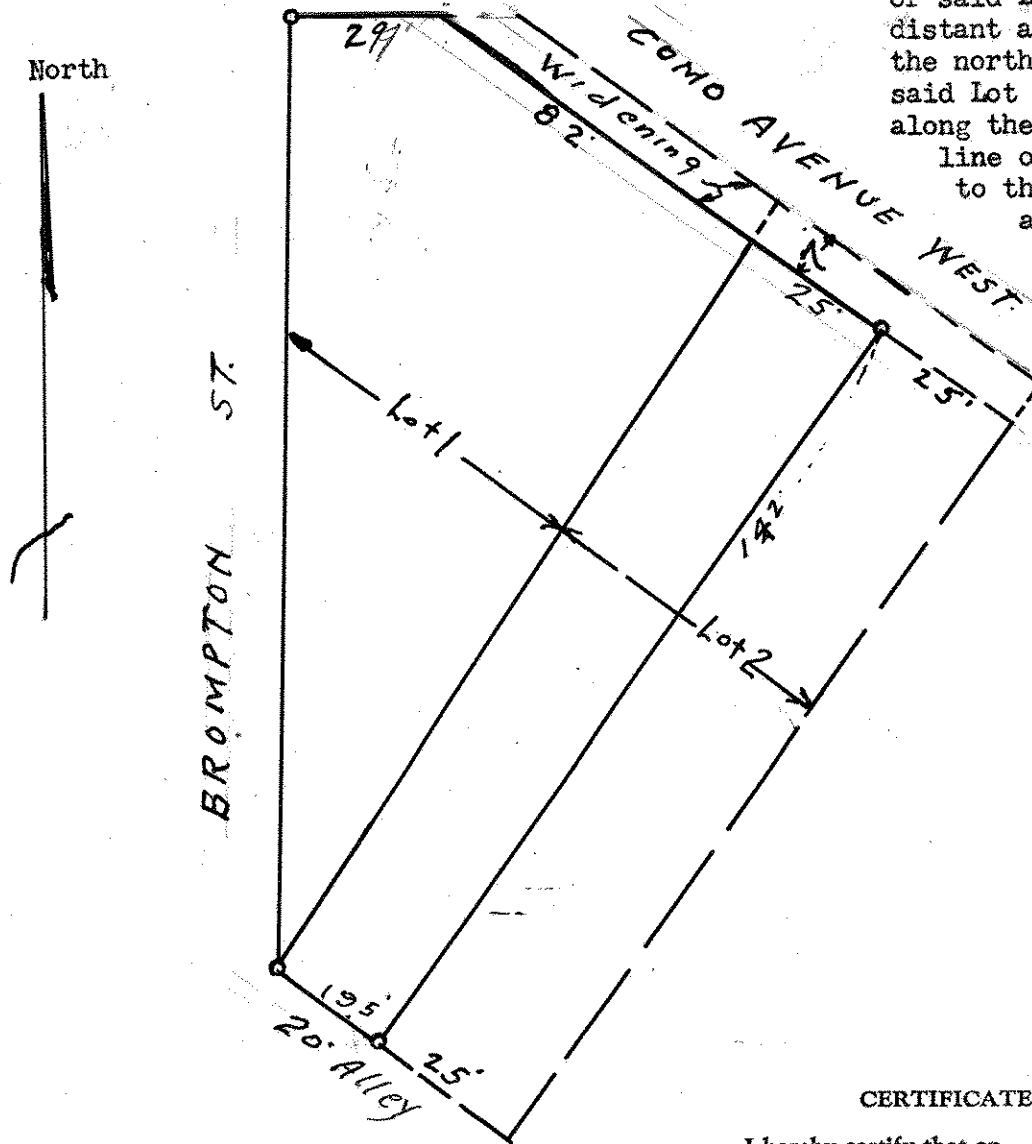 of said L
distant a
the north
said Lot
along the
line o
to th
a
North
29'
COMO AVENUE WEST.
Widening
82'
7'
25'
25'
BROMPTON ST.
Lot 1
Lot 2
142'
19.5'
25'
20' Alley
CERTIFICATE
I hereby certify that on